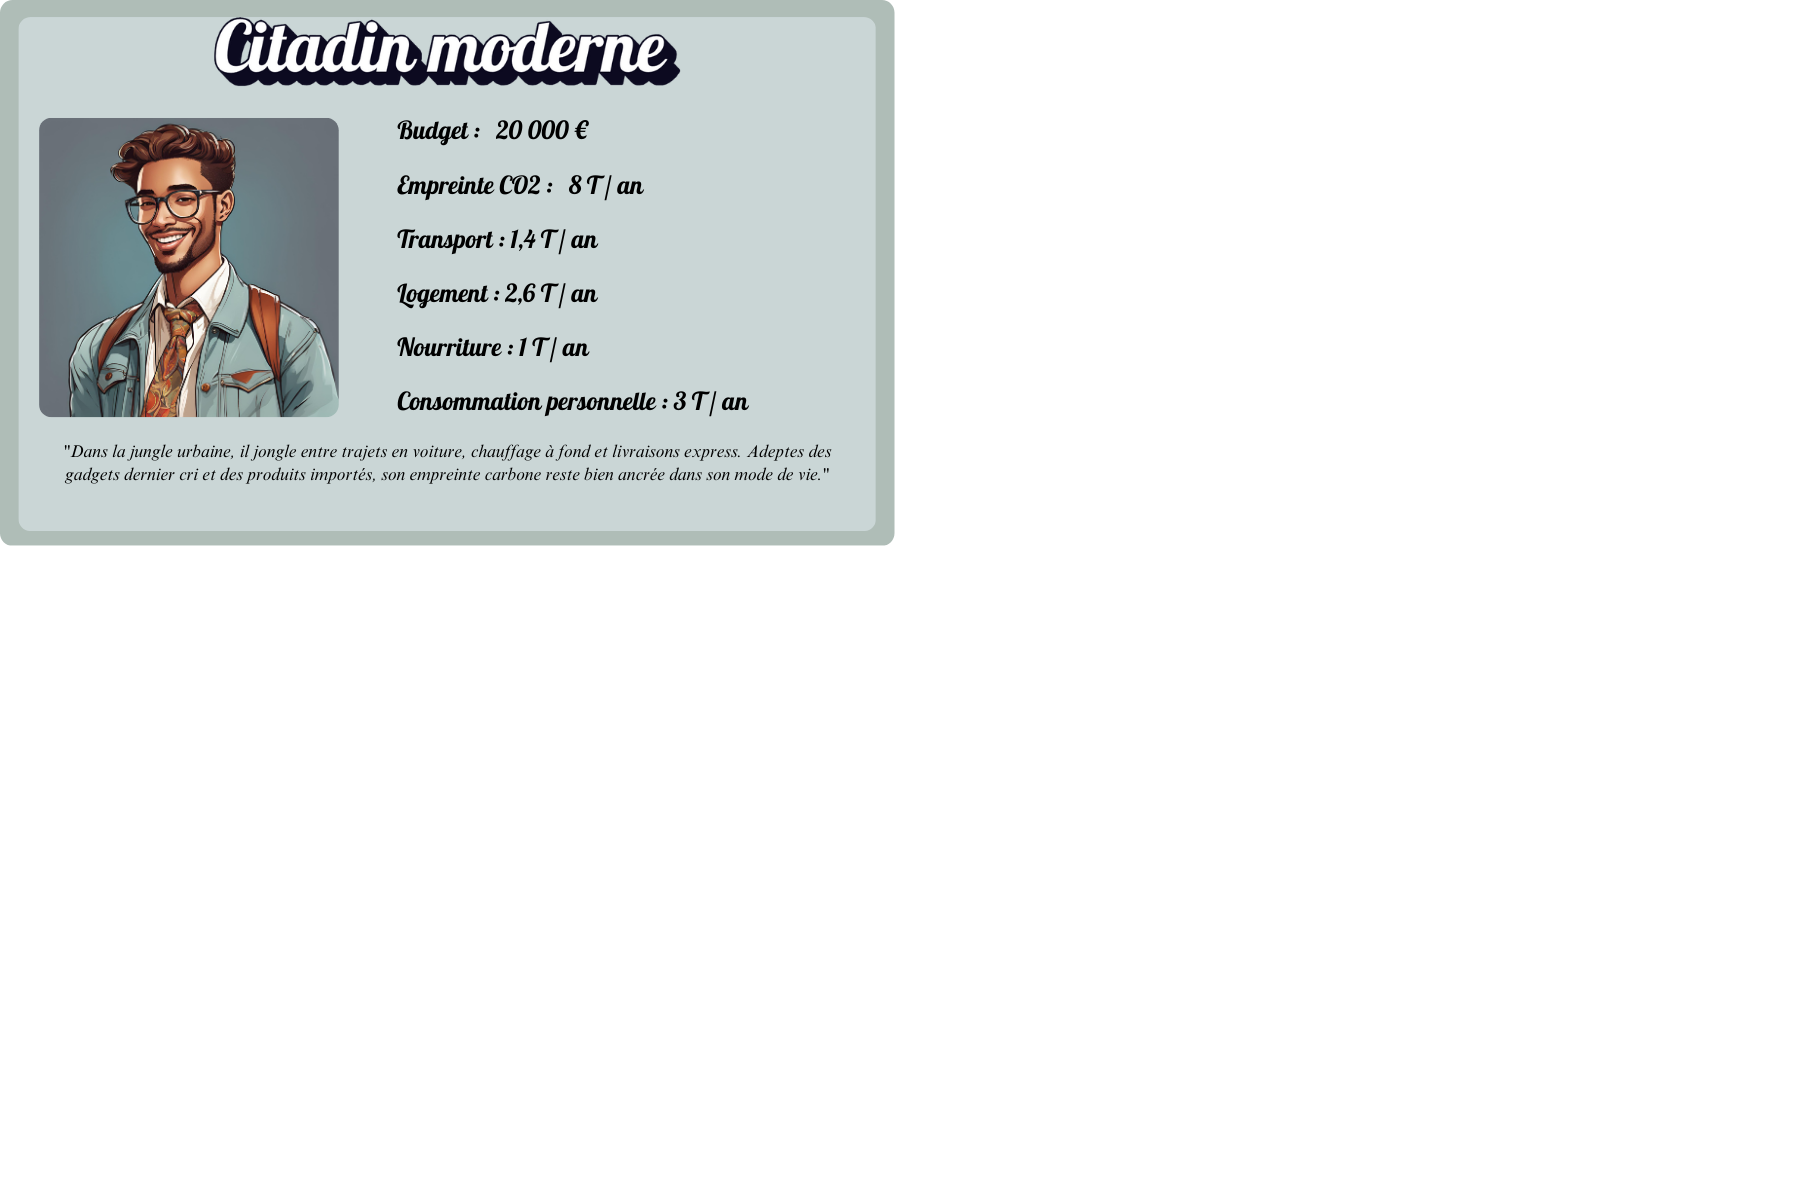 Citadin moderne
Budget : 20 000 €
Empreinte CO2 : 8 T/ an
Transport : 1,4 T/ an
Logement : 2,6 T/ an
Nourriture : 1 T/ an
Consommation personnelle : 3 T/ an
"Dans la jungle urbaine, il jongle entre trajets en voiture, chauffage à fond et livraisons express. Adeptes des
gadgets dernier cri et des produits importés, son empreinte carbone reste bien ancrée dans son mode de vie."